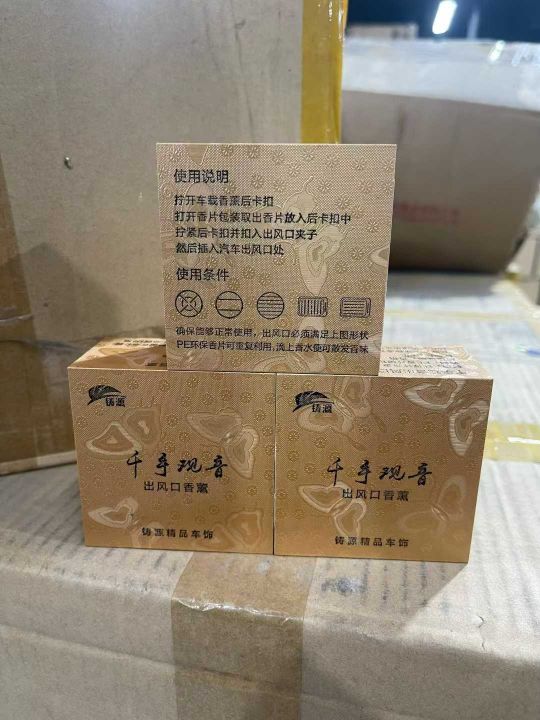 使用说明
拧开车载香薰后卡扣
打开香片包装取出香片放入后卡扣中
拧紧后卡扣并扣入出风口夹子
然后插入汽车出风口处
使用条件
确保能够正常使用，出风口必须满足上图形状
PE环保香片可重复利用，滴上香水便可散发香味
铸源
千手观音
出风口香薰
铸源精品车饰
铸源
千手观音
出风口香薰
铸源精品车饰